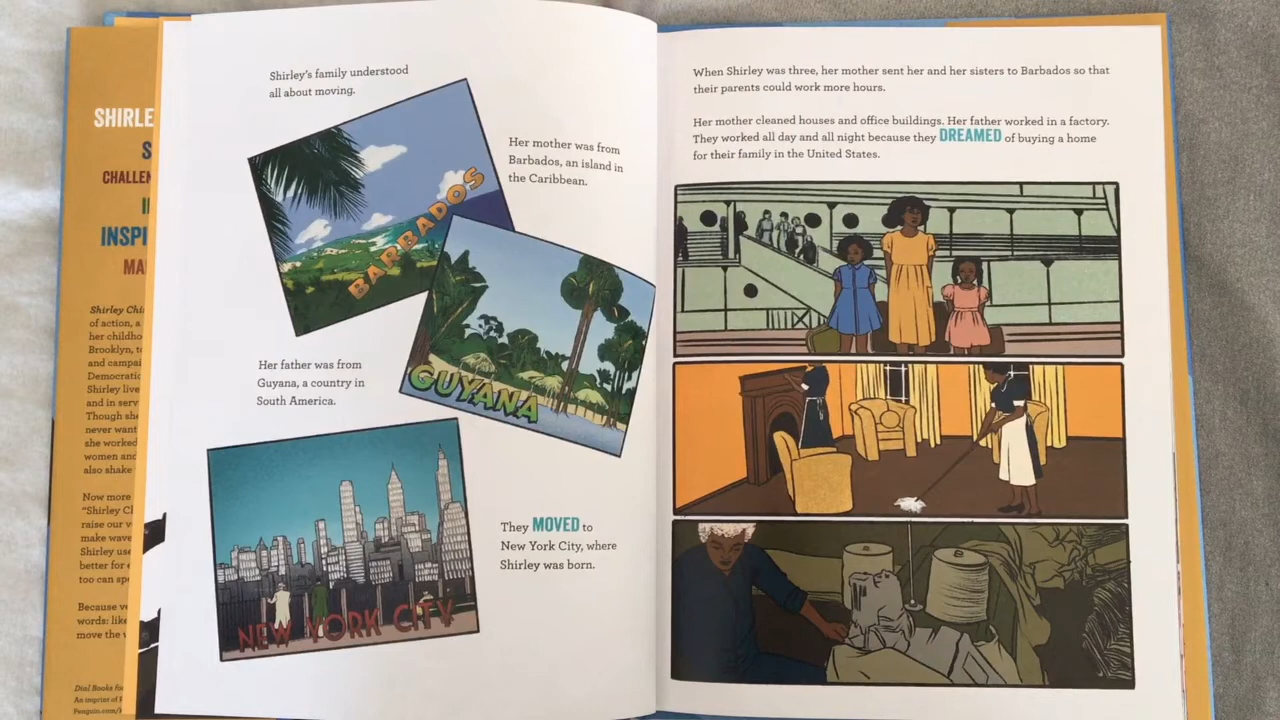 SHIRLE
CHALLEN
INSPI
MA
Shirley Chi
of action, a
her childho
Brooklyn, t
and campai
Democratic
Shirley live
and in serv
Though she
never want
she worked
women and
also shake
Now more
"Shirley Ch
raise our v
make wave
Shirley use
better for e
too can spe
Because ve
words: like
move the w
Dial Books fo
An imprint of P
Penguin.com/k
Shirley's family understood
all about moving.
BARBADOS
Her mother was from
Barbados, an island in
the Caribbean.
GUYANA
Her father was from
Guyana, a country in
South America.
NEW YORK CITY
They MOVED to
New York City, where
Shirley was born.
When Shirley was three, her mother sent her and her sisters to Barbados so that
their parents could work more hours.
Her mother cleaned houses and office buildings. Her father worked in a factory.
They worked all day and all night because they DREAMED of buying a home
for their family in the United States.